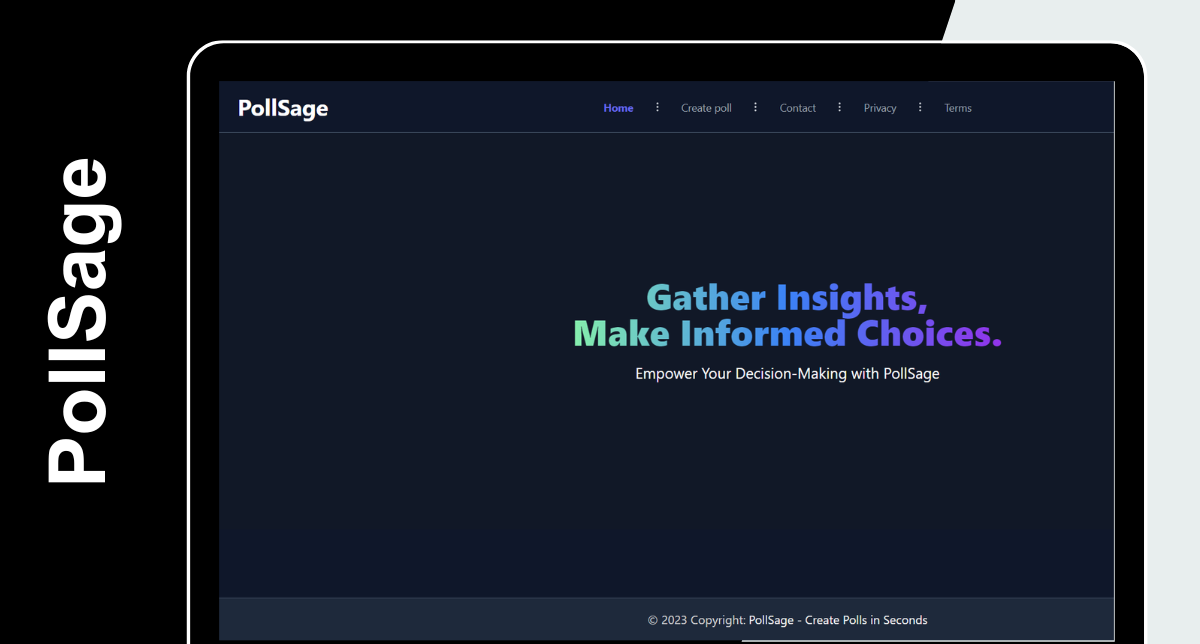 PollSage
PollSage
Home ⋮ Create poll ⋮ Contact ⋮ Privacy ⋮ Terms
Gather Insights,
Make Informed Choices.
Empower Your Decision-Making with PollSage
© 2023 Copyright: PollSage - Create Polls in Seconds